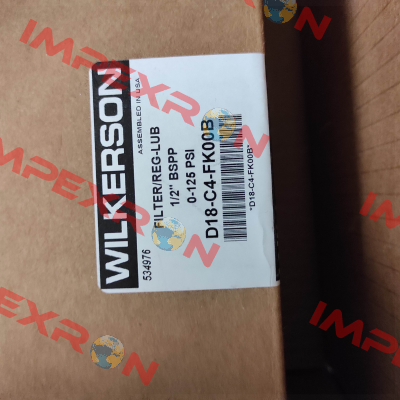 WILKERSON
ASSEMBLED IN USA
FILTER/REG-LUB
1/2" BSPP
0-125 PSI
D18-C4-FK00B
*D18-C4-FK00B*
534976
IMPEXRON
IMPEXRON
IMPEXRON
IMPEXRON
IMPEXRON